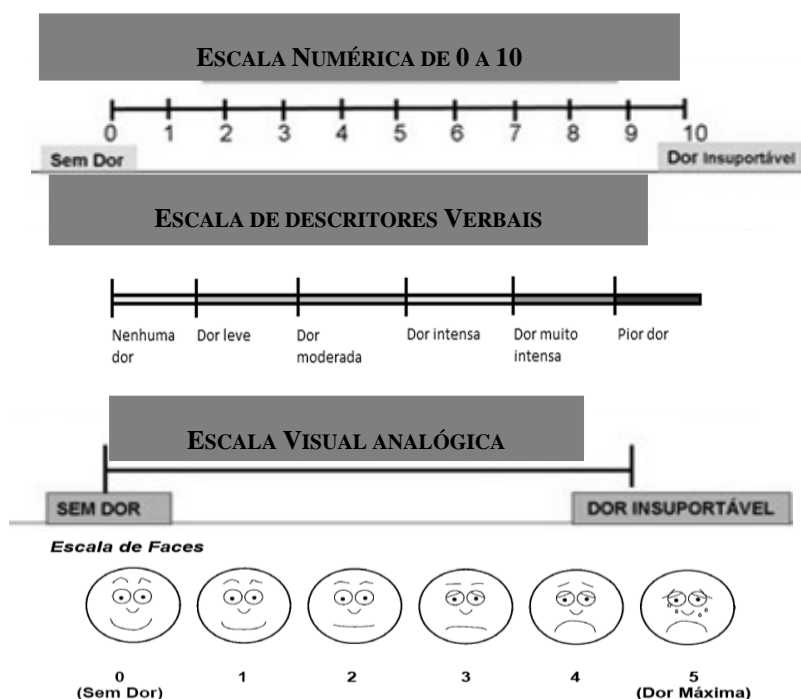 ESCALA NUMÉRICA DE 0 A 10
0 1 2 3 4 5 6 7 8 9 10
Sem Dor Dor Insuportável
ESCALA DE DESCRITORES VERBAIS
Nenhuma dor
Dor leve
Dor moderada
Dor intensa
Dor muito intensa
Pior dor
ESCALA VISUAL ANALÓGICA
SEM DOR DOR INSUPORTÁVEL
Escala de Faces
0 1 2 3 4 5
(Sem Dor) (Dor Máxima)